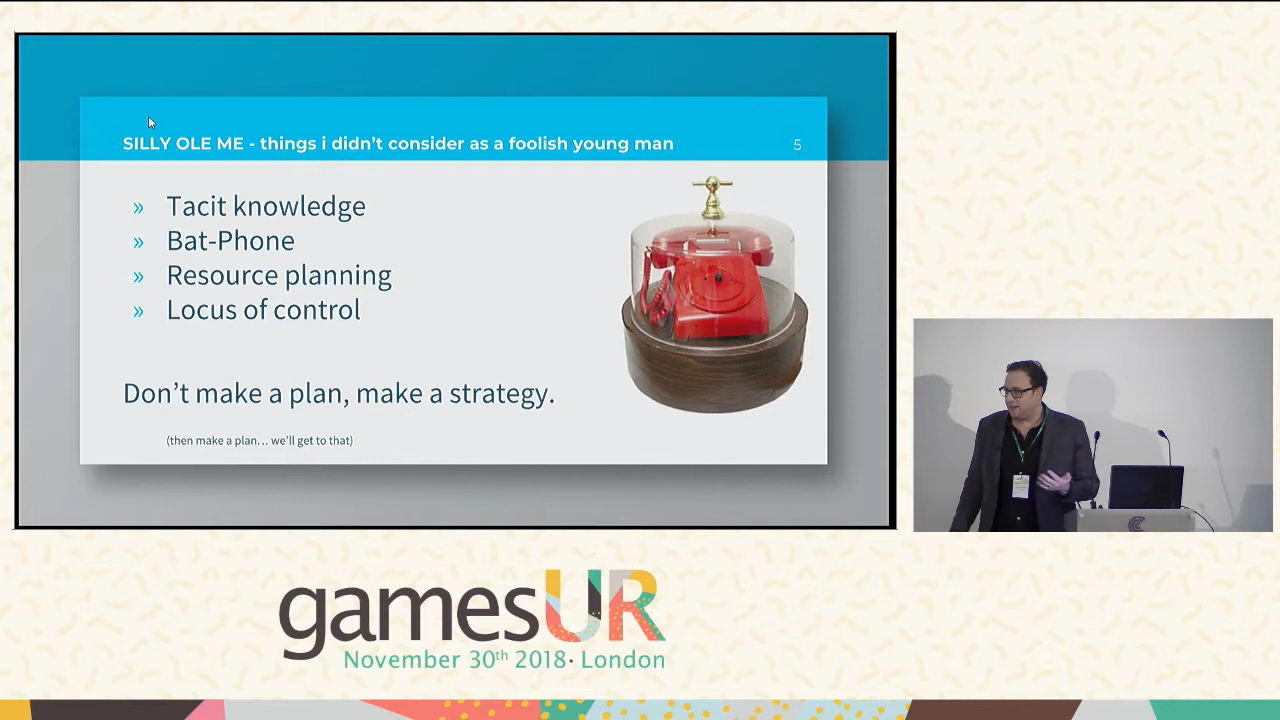 SILLY OLE ME - things i didn't consider as a foolish young man
5
» Tacit knowledge
» Bat-Phone
» Resource planning
» Locus of control
Don't make a plan, make a strategy.
(then make a plan... we'll get to that)
gamesUR
November 30th 2018· London